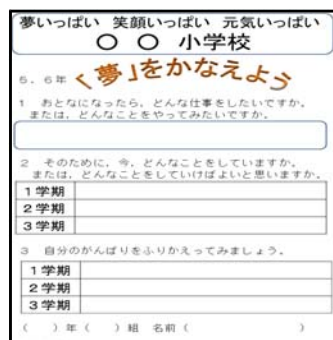 夢いっぱい 笑顔いっぱい 元気いっぱい
○ ○ 小学校
5．6年 「夢」をかなえよう
1 おとなになったら，どんな仕事をしたいですか。
または，どんなことをやってみたいですか。
2 そのために，今，どんなことをしていますか。
または，どんなことをしていけばよいと思いますか。
1学期
2学期
3学期
3 自分のがんばりをふりかえってみましょう。
1学期
2学期
3学期
（ ）年（ ）組 名前（ ）